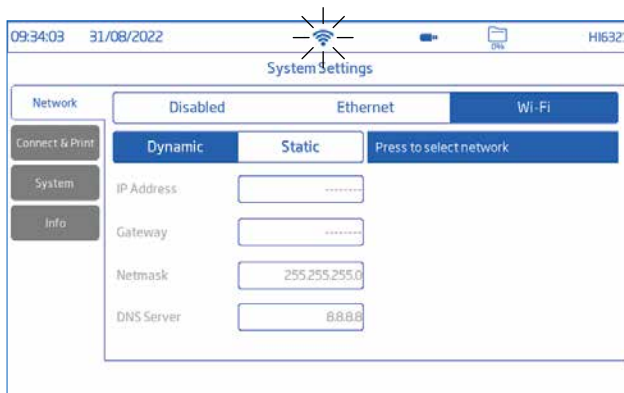 09:34:03 31/08/2022 HI632
System Settings
Network Disabled Ethernet Wi-Fi
Connect & Print Dynamic Static Press to select network
System IP Address --------
Info Gateway --------
Netmask 255.255.255.0
DNS Server 8.8.8.8